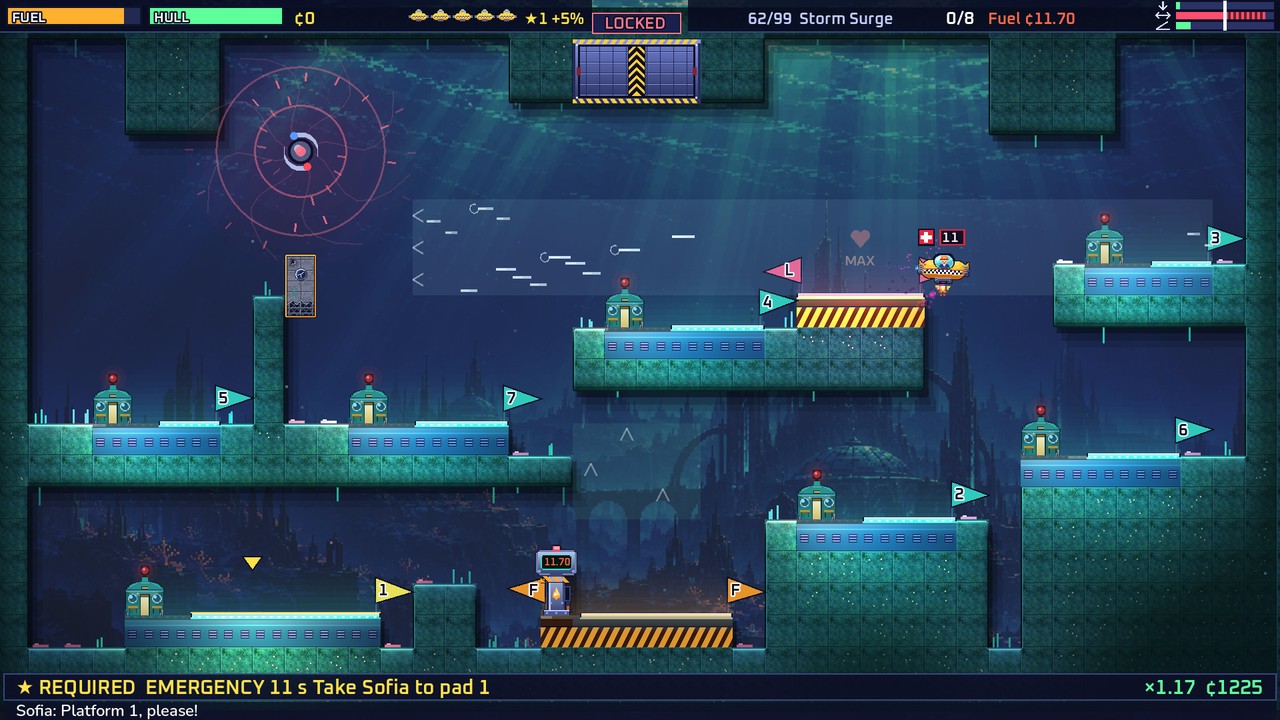 FUEL HULL ¢0 ★1 +5% LOCKED 62/99 Storm Surge 0/8 Fuel ¢11.70
11
3
L
MAX
4
5
7
6
2
11.70
1
F
F
★ REQUIRED EMERGENCY 11 s Take Sofia to pad 1 ×1.17 ¢1225
Sofia: Platform 1, please!